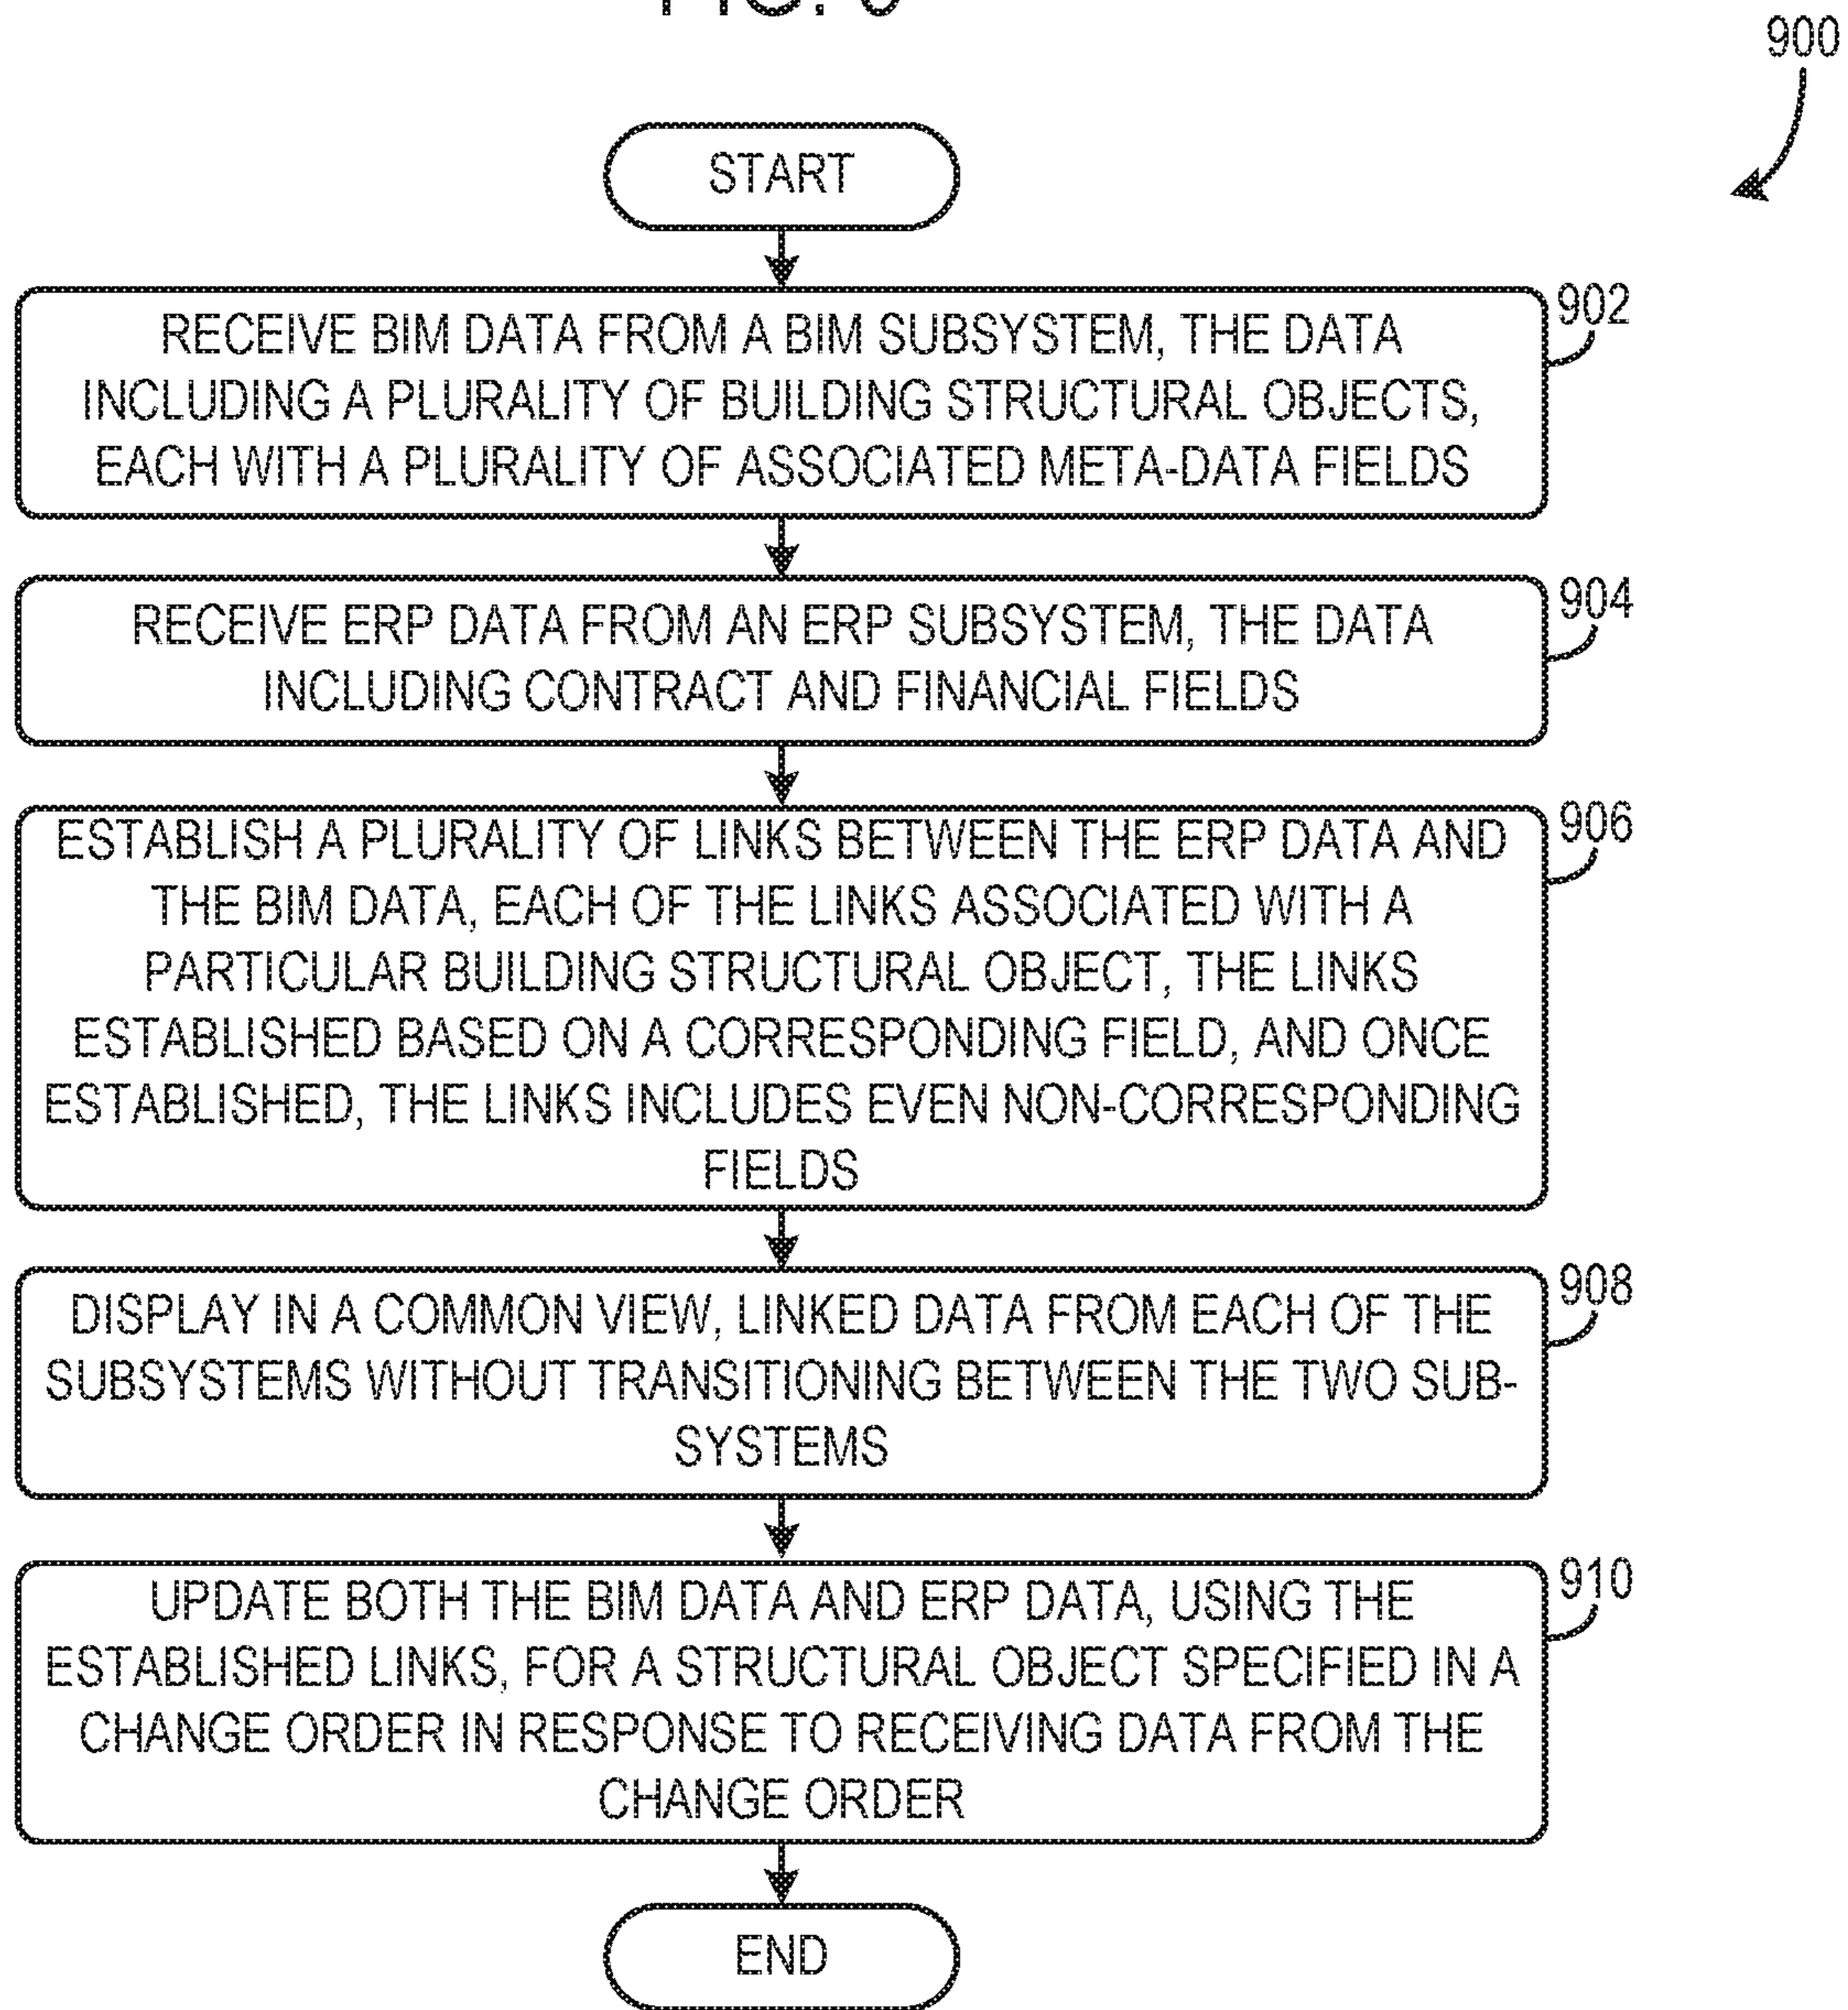 FIG.
900
START
902
RECEIVE BIM DATA FROM A BIM SUBSYSTEM, THE DATA
INCLUDING A PLURALITY OF BUILDING STRUCTURAL OBJECTS,
EACH WITH A PLURALITY OF ASSOCIATED META-DATA FIELDS
904
RECEIVE ERP DATA FROM AN ERP SUBSYSTEM, THE DATA
INCLUDING CONTRACT AND FINANCIAL FIELDS
906
ESTABLISH A PLURALITY OF LINKS BETWEEN THE ERP DATA AND
THE BIM DATA, EACH OF THE LINKS ASSOCIATED WITH A
PARTICULAR BUILDING STRUCTURAL OBJECT, THE LINKS
ESTABLISHED BASED ON A CORRESPONDING FIELD, AND ONCE
ESTABLISHED, THE LINKS INCLUDES EVEN NON-CORRESPONDING
FIELDS
908
DISPLAY IN A COMMON VIEW, LINKED DATA FROM EACH OF THE
SUBSYSTEMS WITHOUT TRANSITIONING BETWEEN THE TWO SUB-
SYSTEMS
910
UPDATE BOTH THE BIM DATA AND ERP DATA, USING THE
ESTABLISHED LINKS, FOR A STRUCTURAL OBJECT SPECIFIED IN A
CHANGE ORDER IN RESPONSE TO RECEIVING DATA FROM THE
CHANGE ORDER
END